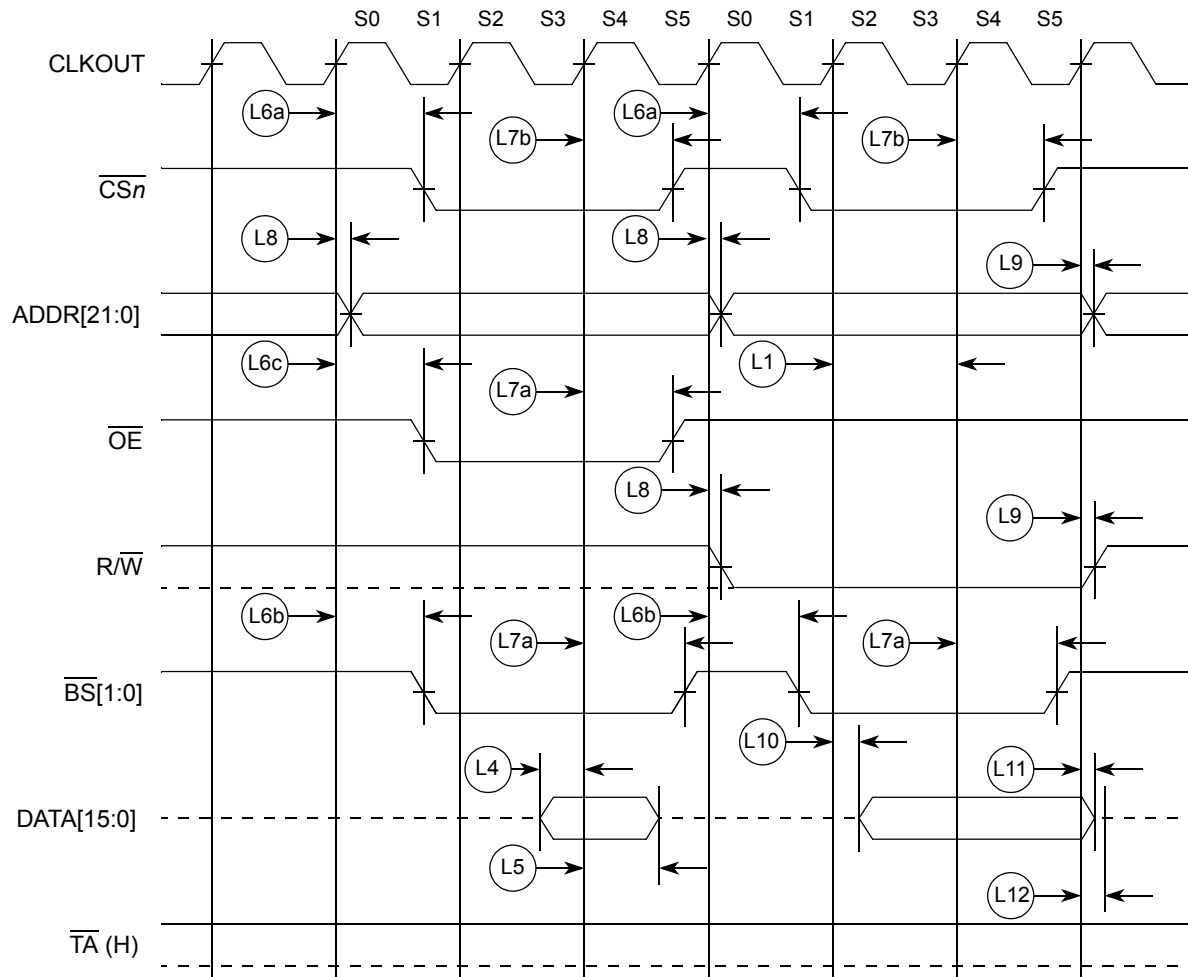 S0 S1 S2 S3 S4 S5 S0 S1 S2 S3 S4 S5
CLKOUT
L6a L6a
L7b L7b
CSn
L8 L8
L9
ADDR[21:0]
L6c L1
L7a
OE
L8
L9
R/W
L6b L6b
L7a L7a
BS[1:0]
L10
L4 L11
DATA[15:0]
L5
L12
TA (H)